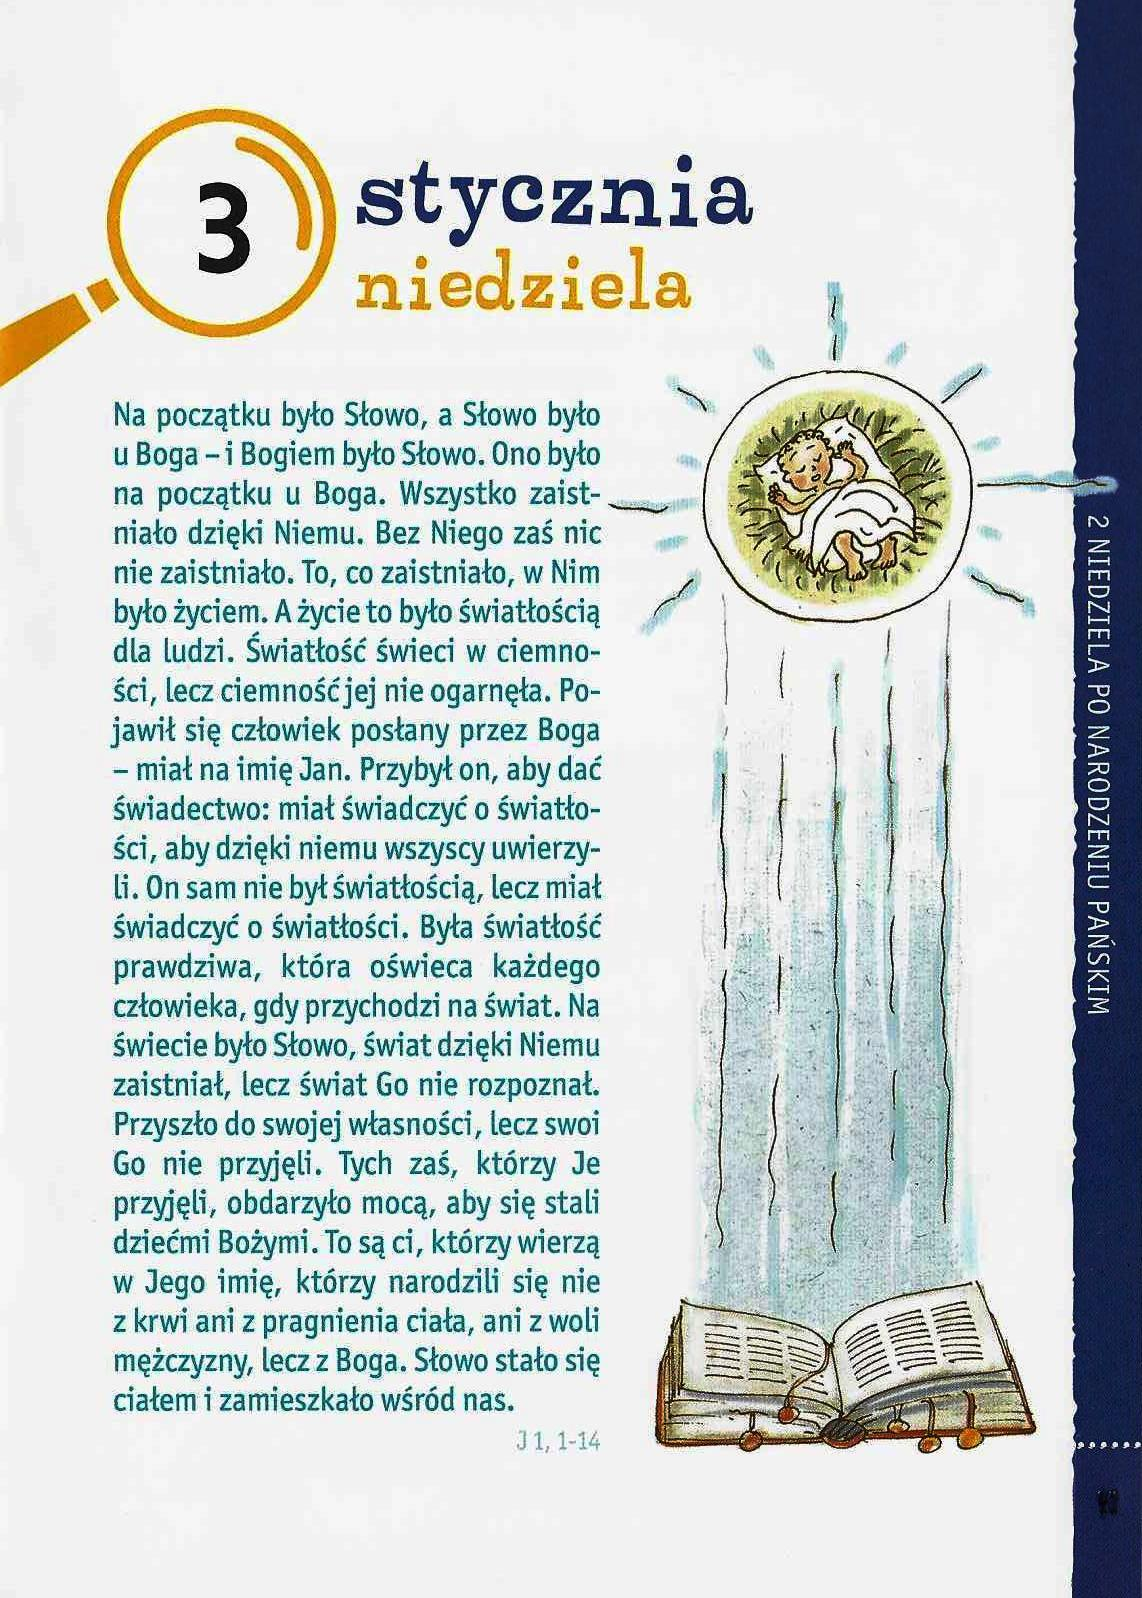 3
stycznia
niedziela
Na początku było Słowo, a Słowo było
u Boga – i Bogiem było Słowo. Ono było
na początku u Boga. Wszystko zaist-
niało dzięki Niemu. Bez Niego zaś nic
nie zaistniało. To, co zaistniało, w Nim
było życiem. A życie to było światłością
dla ludzi. Światłość świeci w ciemno-
ści, lecz ciemność jej nie ogarnęła. Po-
jawił się człowiek posłany przez Boga
– miał na imię Jan. Przybył on, aby dać
świadectwo: miał świadczyć o światło-
ści, aby dzięki niemu wszyscy uwierzy-
li. On sam nie był światłością, lecz miał
świadczyć o światłości. Była światłość
prawdziwa, która oświeca każdego
człowieka, gdy przychodzi na świat. Na
świecie było Słowo, świat dzięki Niemu
zaistniał, lecz świat Go nie rozpoznał.
Przyszło do swojej własności, lecz swoi
Go nie przyjęli. Tych zaś, którzy Je
przyjęli, obdarzyło mocą, aby się stali
dziećmi Bożymi. To są ci, którzy wierzą
w Jego imię, którzy narodzili się nie
z krwi ani z pragnienia ciała, ani z woli
mężczyzny, lecz z Boga. Słowo stało się
ciałem i zamieszkało wśród nas.
J 1, 1-14
2 NIEDZIELA PO NARODZENIU PAŃSKIM